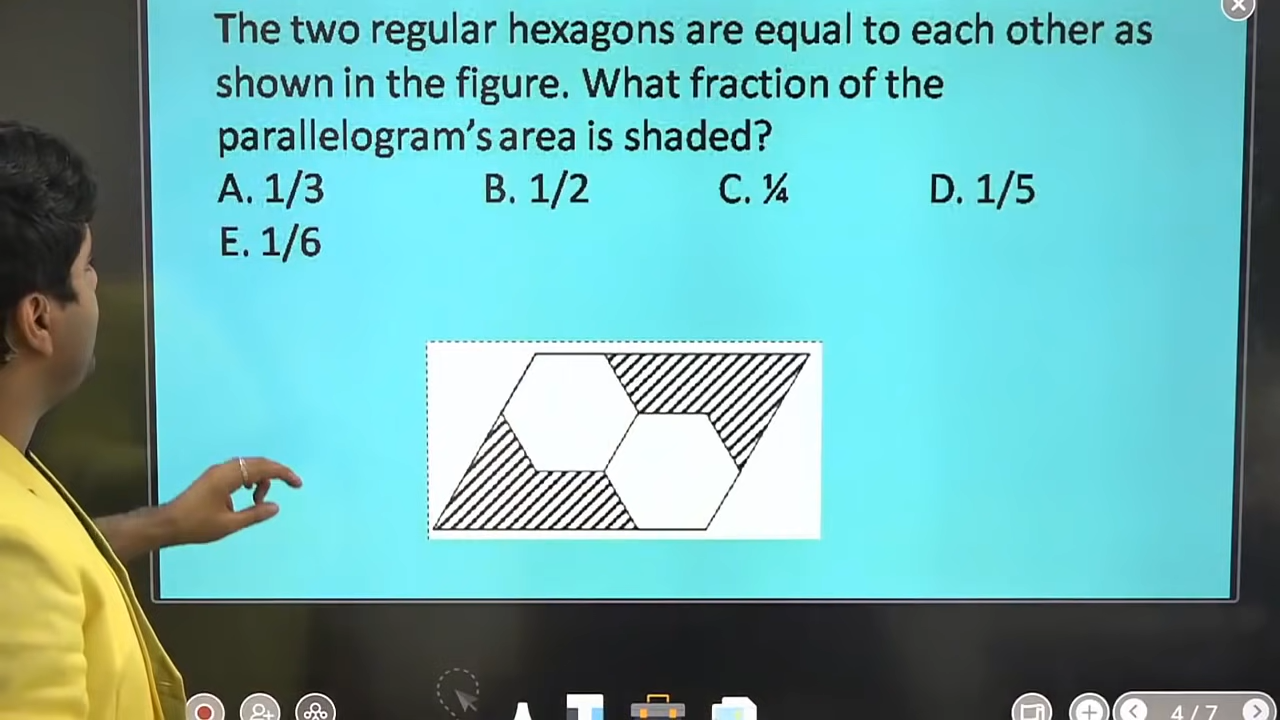 The two regular hexagons are equal to each other as
shown in the figure. What fraction of the
parallelogram's area is shaded?
A. 1/3 B. 1/2 C. ¼ D. 1/5
E. 1/6
4 / 7